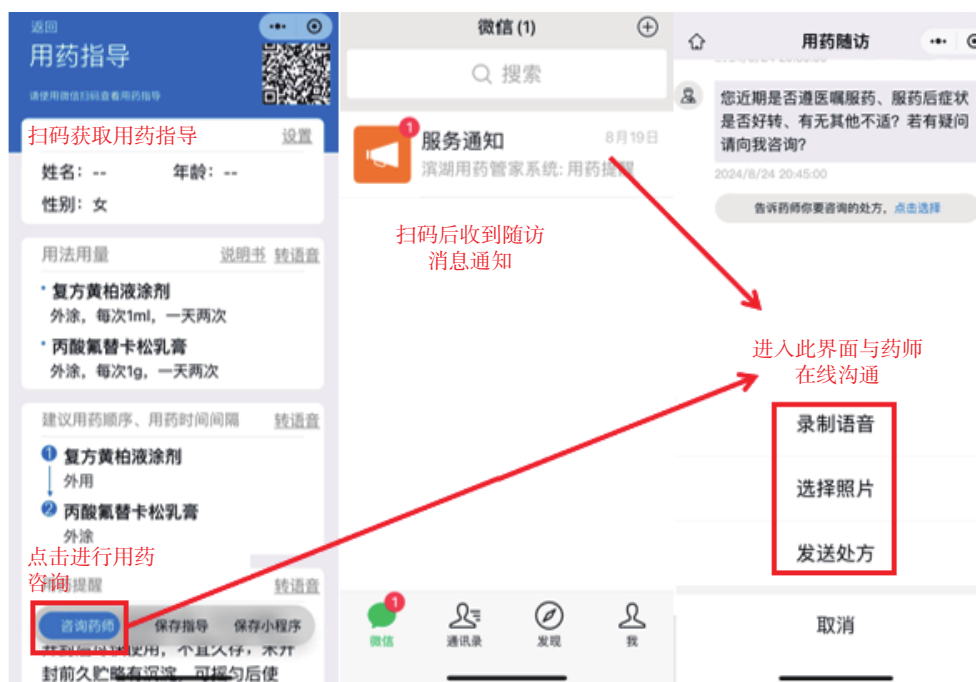 返回
用药指导
请使用微信扫码查看用药指导
扫码获取用药指导
设置
姓名：--
年龄：--
性别：女
用法用量
说明书 转语音
复方黄柏液涂剂
外涂，每次1ml，一天两次
丙酸氟替卡松乳膏
外涂，每次1g，一天两次
建议用药顺序、用药时间间隔
转语音
1 复方黄柏液涂剂
外用
2 丙酸氟替卡松乳膏
外涂
点击进行用药
咨询
提醒
转语音
咨询药师
保存指导
保存小程序
使用，不宜久存，未开
封前久贮略有沉淀，可摇匀后使
微信(1)
搜索
1
服务通知
8月19日
滨湖用药管家系统: 用药提醒
扫码后收到随访
消息通知
1
微信
通讯录
发现
我
用药随访
您近期是否遵医嘱服药、服药后症状
是否好转、有无其他不适？若有疑问
请向我咨询？
2024/8/24 20:45:00
告诉药师你要咨询的处方，点击选择
进入此界面与药师
在线沟通
录制语音
选择照片
发送处方
取消